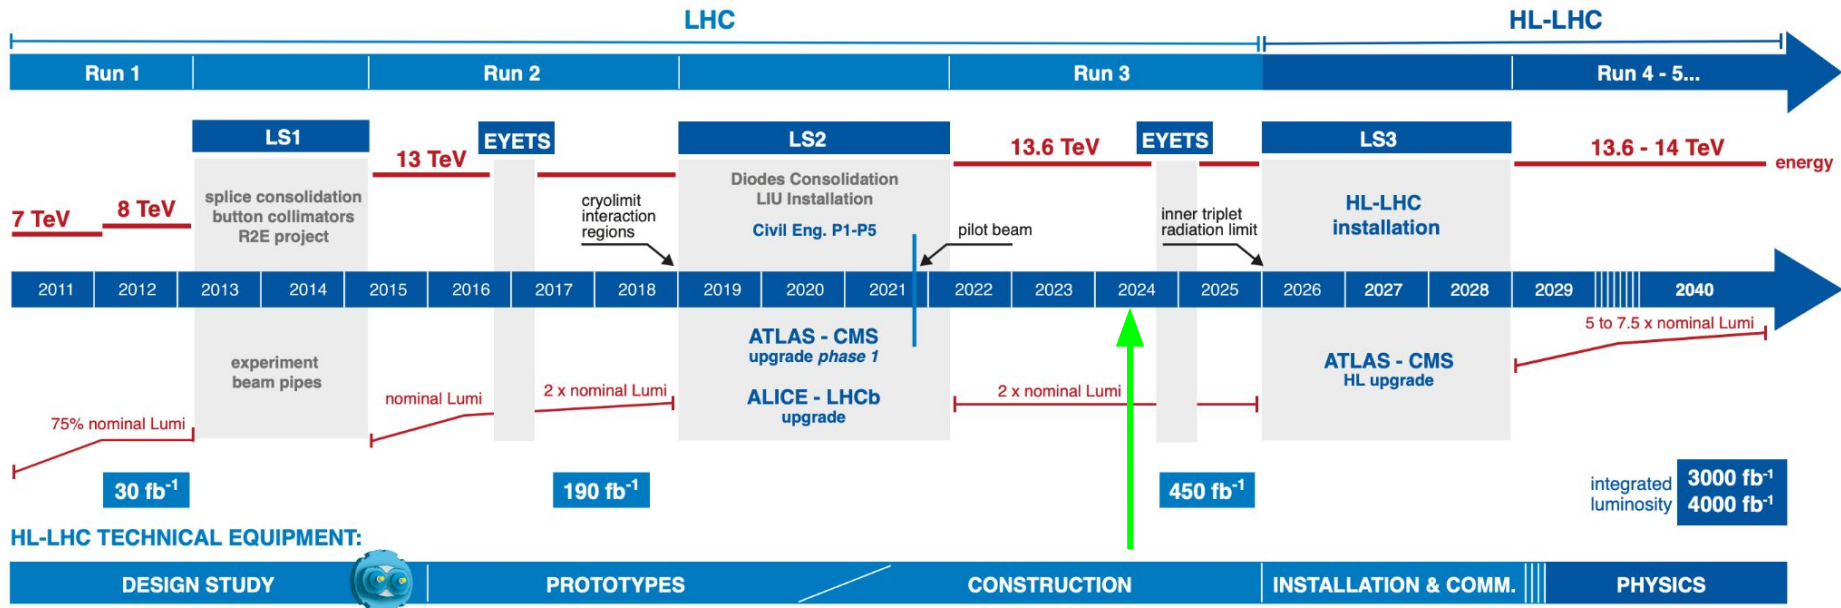 LHC
HL-LHC
Run 1
Run 2
Run 3
Run 4 - 5...
LS1
EYETS
LS2
EYETS
LS3
13 TeV
13.6 TeV
13.6 - 14 TeV
energy
7 TeV
8 TeV
splice consolidation
button collimators
R2E project
cryolimit
interaction
regions
Diodes Consolidation
LIU Installation
Civil Eng. P1-P5
pilot beam
inner triplet
radiation limit
HL-LHC
installation
2011
2012
2013
2014
2015
2016
2017
2018
2019
2020
2021
2022
2023
2024
2025
2026
2027
2028
2029
2040
experiment
beam pipes
ATLAS - CMS
upgrade phase 1
ALICE - LHCb
upgrade
ATLAS - CMS
HL upgrade
5 to 7.5 x nominal Lumi
75% nominal Lumi
nominal Lumi
2 x nominal Lumi
2 x nominal Lumi
30 fb⁻¹
190 fb⁻¹
450 fb⁻¹
integrated
luminosity
3000 fb⁻¹
4000 fb⁻¹
HL-LHC TECHNICAL EQUIPMENT:
DESIGN STUDY
PROTOTYPES
CONSTRUCTION
INSTALLATION & COMM.
PHYSICS